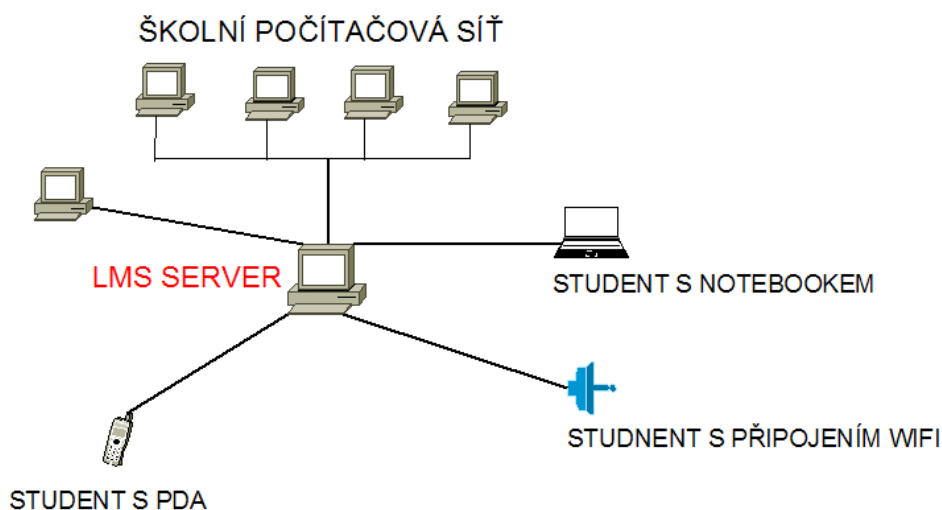 ŠKOLNÍ POČÍTAČOVÁ SÍŤ
LMS SERVER
STUDENT S NOTEBOOKEM
STUDNENT S PŘIPOJENÍM WIFI
STUDENT S PDA